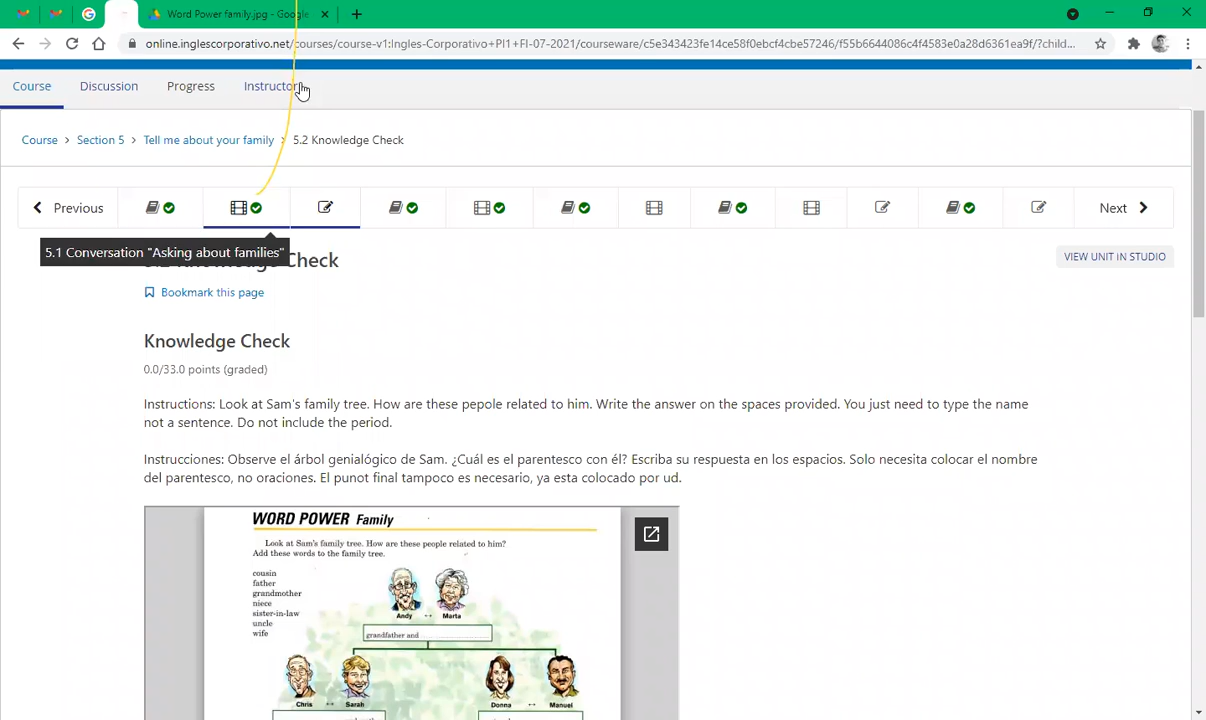 Word Power family.jpg - Google
online.inglescorporativo.net/courses/course-v1:Ingles-Corporativo+PI1+FI-07-2021/courseware/c5e343423fe14ce58f0ebcf4cbe57246/f55b6644086c4f4583e0a28d6361ea9f/?child...
Course
Discussion
Progress
Instructor
Course > Section 5 > Tell me about your family > 5.2 Knowledge Check
Previous
Next
5.1 Conversation "Asking about families"
Check
VIEW UNIT IN STUDIO
Bookmark this page
Knowledge Check
0.0/33.0 points (graded)
Instructions: Look at Sam's family tree. How are these pepole related to him. Write the answer on the spaces provided. You just need to type the name
not a sentence. Do not include the period.
Instrucciones: Observe el árbol genialógico de Sam. ¿Cuál es el parentesco con él? Escriba su respuesta en los espacios. Solo necesita colocar el nombre
del parentesco, no oraciones. El punot final tampoco es necesario, ya esta colocado por ud.
WORD POWER Family
Look at Sam's family tree. How are these people related to him?
Add these words to the family tree.
cousin
father
grandmother
niece
sister-in-law
uncle
wife
Andy ↔ Marta
grandfather and
Chris ↔ Sarah
Donna ↔ Manuel